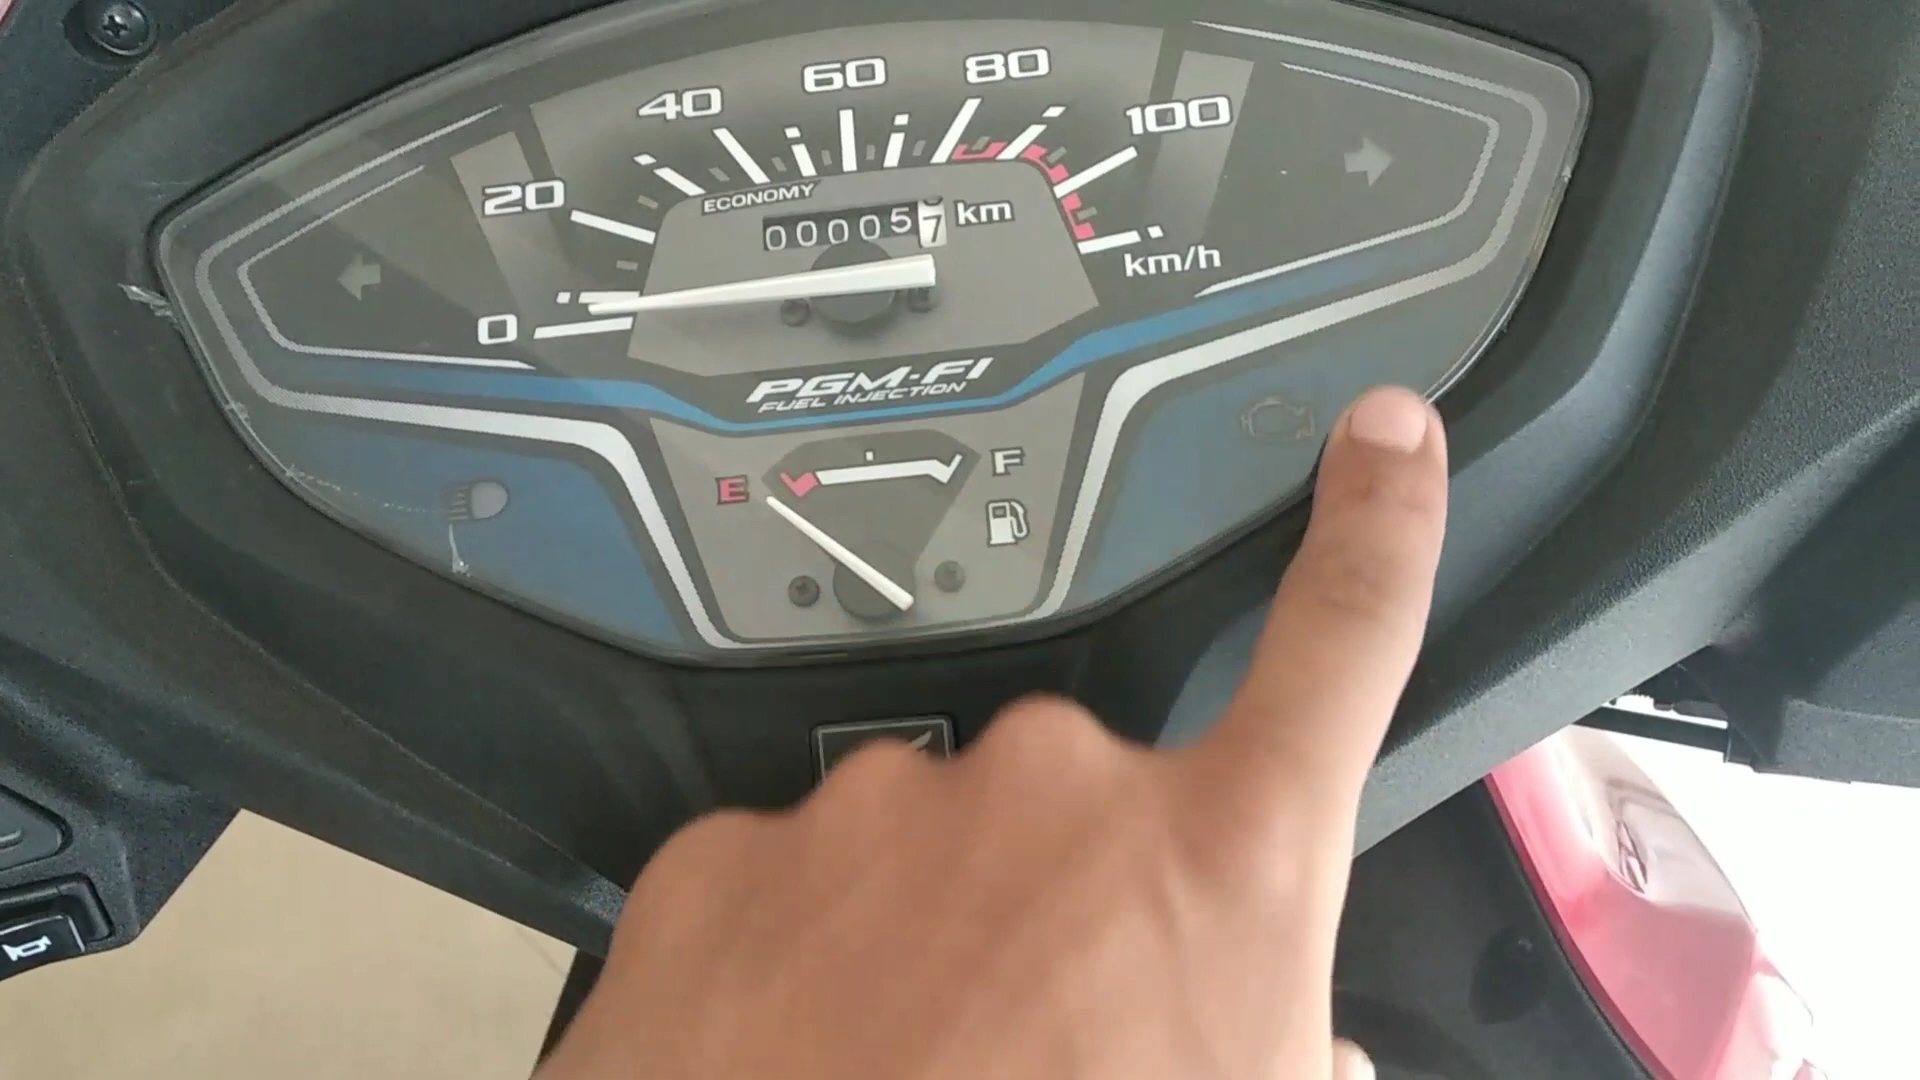 20 40 60 80 100
ECONOMY
000057 km
km/h
0
PGM-FI
FUEL INJECTION
E F